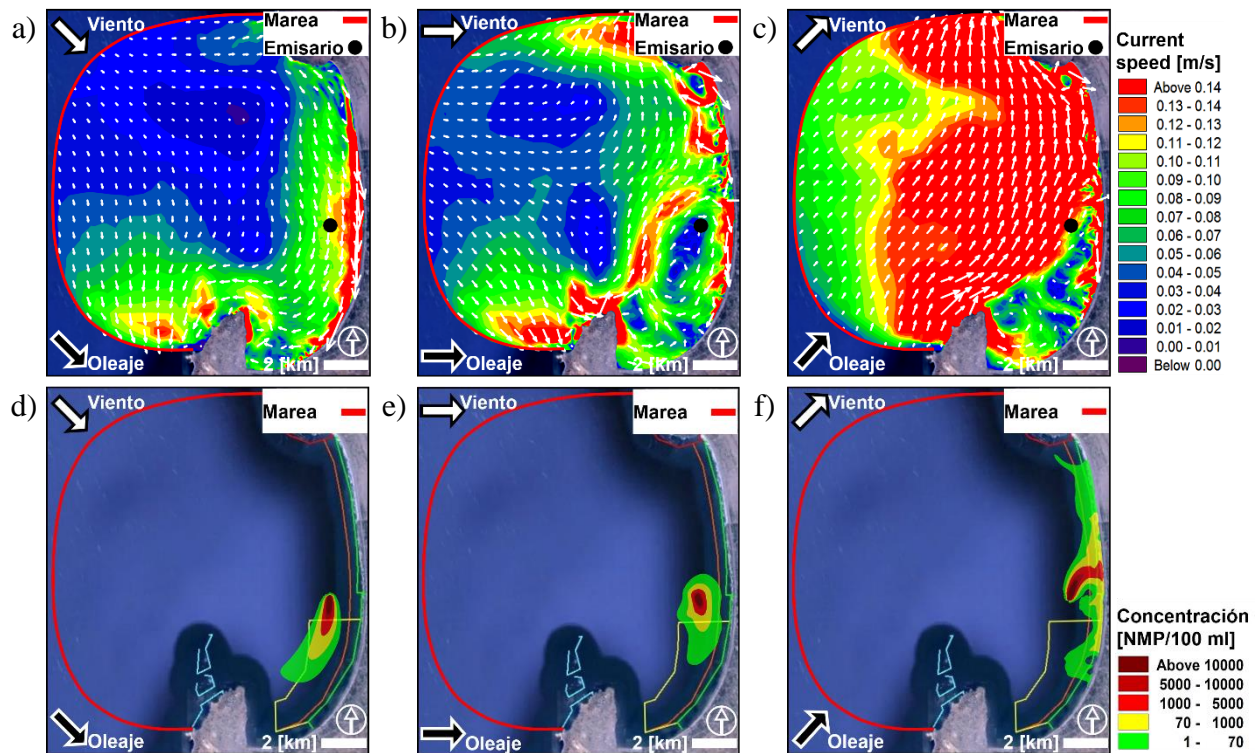 a)
Viento
Marea
Emisario
Oleaje
2 [km]
b)
Viento
Marea
Emisario
Oleaje
2 [km]
c)
Viento
Marea
Emisario
Oleaje
2 [km]
Current
speed [m/s]
Above 0.14
0.13 - 0.14
0.12 - 0.13
0.11 - 0.12
0.10 - 0.11
0.09 - 0.10
0.08 - 0.09
0.07 - 0.08
0.06 - 0.07
0.05 - 0.06
0.04 - 0.05
0.03 - 0.04
0.02 - 0.03
0.01 - 0.02
0.00 - 0.01
Below 0.00
d)
Viento
Marea
Oleaje
2 [km]
e)
Viento
Marea
Oleaje
2 [km]
f)
Viento
Marea
Oleaje
2 [km]
Concentración
[NMP/100 ml]
Above 10000
5000 - 10000
1000 - 5000
70 - 1000
1 - 70